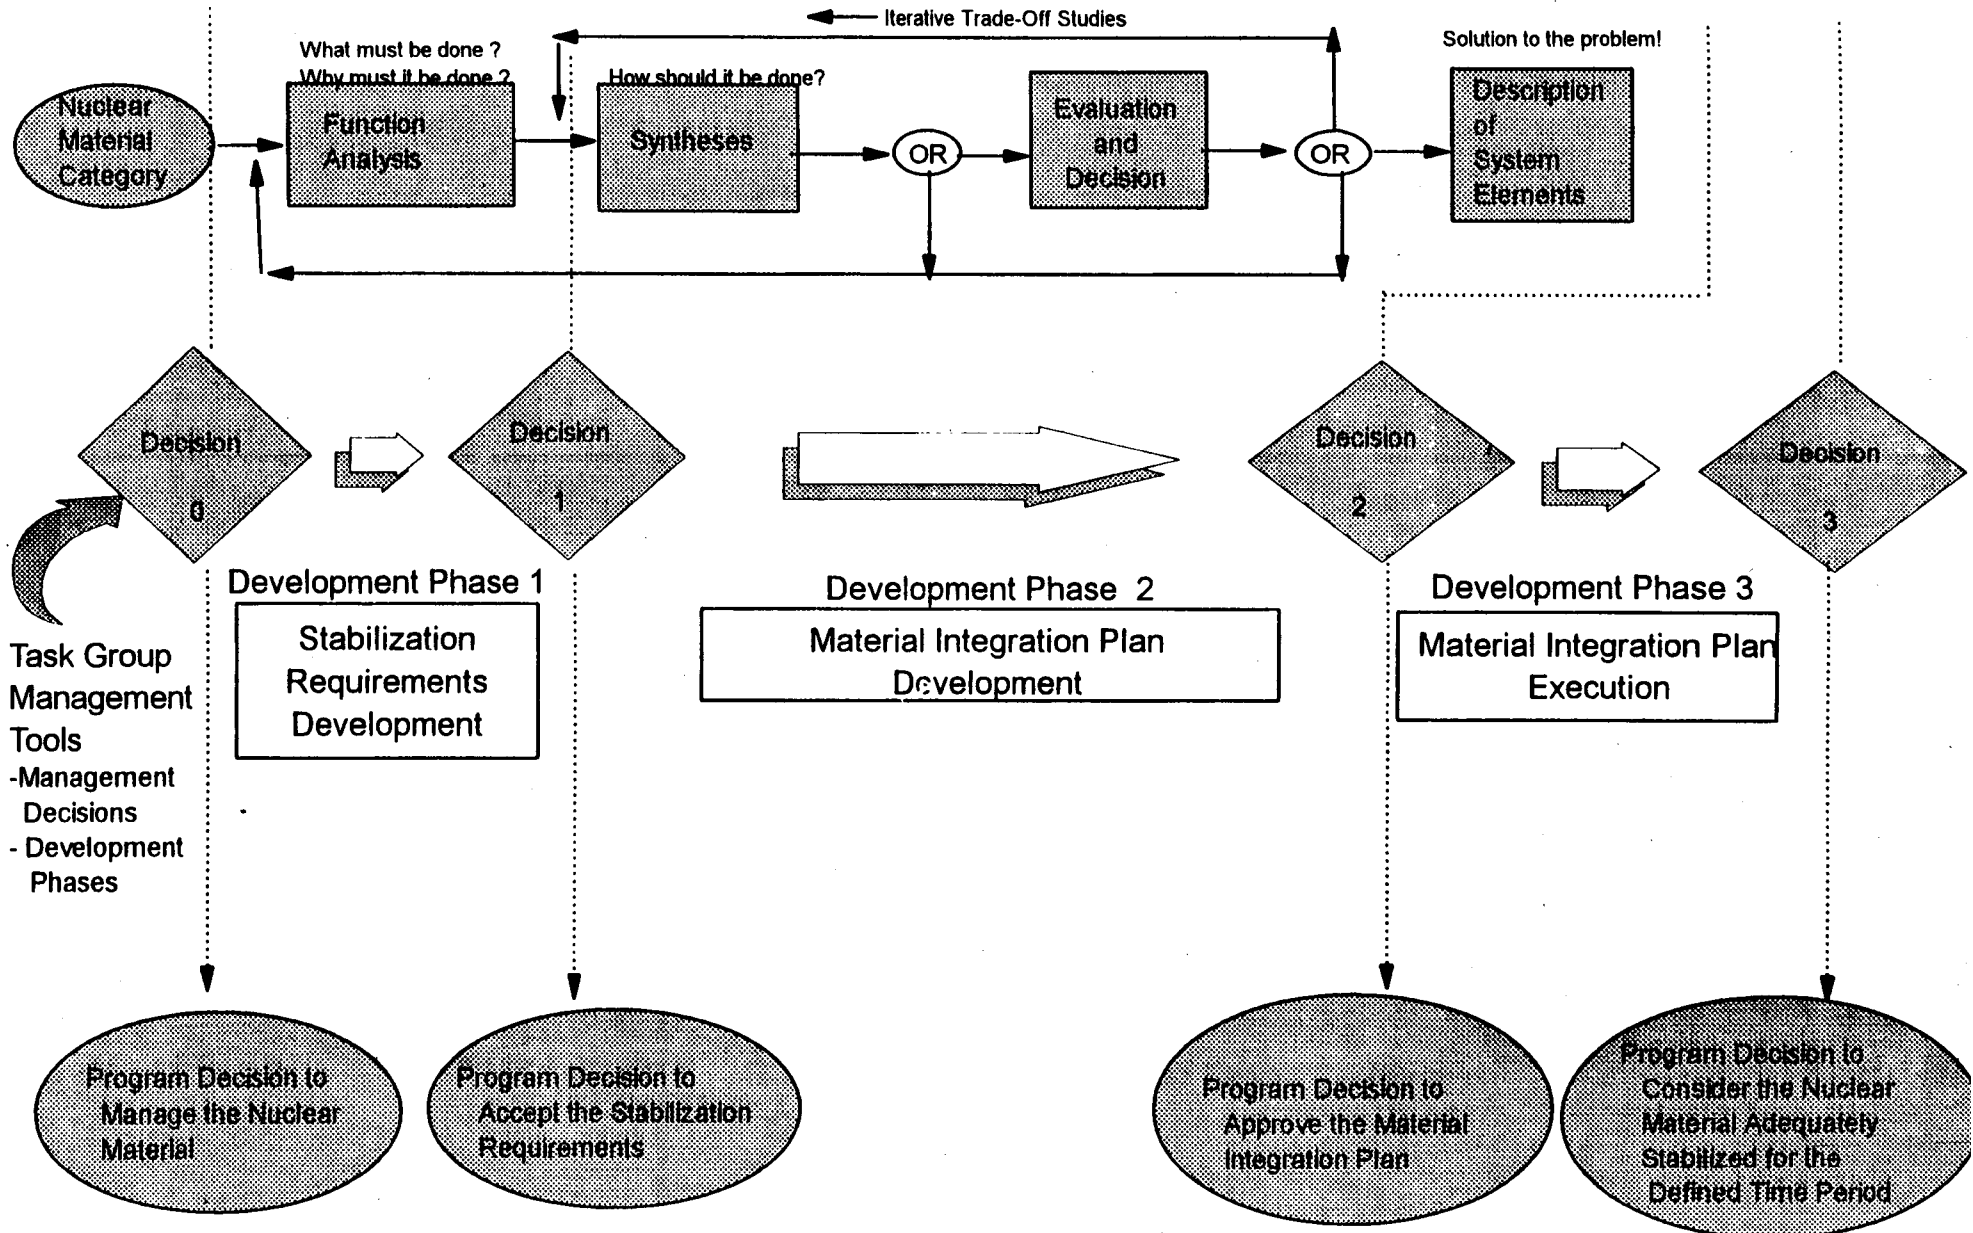 Iterative Trade-Off Studies
What must be done ?
Why must it be done ?
How should it be done?
Solution to the problem!
Nuclear
Material
Category
Function
Analysis
Syntheses
OR
Evaluation
and
Decision
OR
Description
of
System
Elements
Decision
0
Decision
1
Decision
2
Decision
3
Development Phase 1
Stabilization
Requirements
Development
Development Phase 2
Material Integration Plan
Development
Development Phase 3
Material Integration Plan
Execution
Task Group
Management
Tools
-Management
Decisions
- Development
Phases
Program Decision to
Manage the Nuclear
Material
Program Decision to
Accept the Stabilization
Requirements
Program Decision to
Approve the Material
Integration Plan
Program Decision to
Consider the Nuclear
Material Adequately
Stabilized for the
Defined Time Period